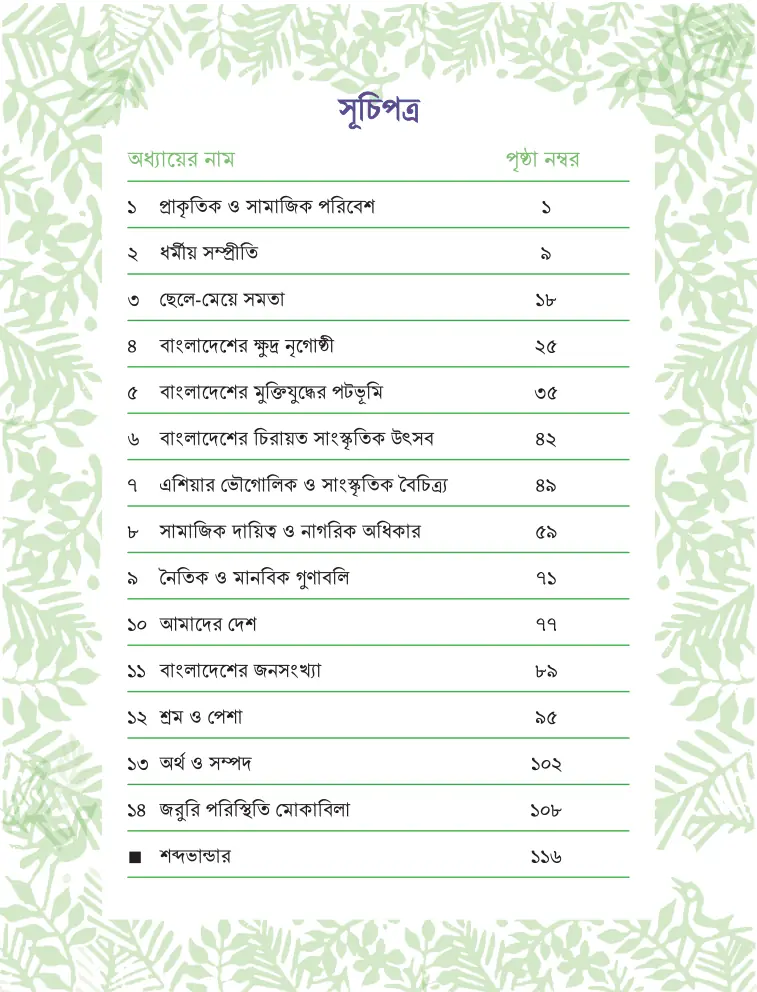 সূচিপত্র
অধ্যায়ের নাম পৃষ্ঠা নম্বর
১ প্রাকৃতিক ও সামাজিক পরিবেশ ১
২ ধর্মীয় সম্প্রীতি ৯
৩ ছেলে-মেয়ে সমতা ১৮
৪ বাংলাদেশের ক্ষুদ্র নৃগোষ্ঠী ২৫
৫ বাংলাদেশের মুক্তিযুদ্ধের পটভূমি ৩৫
৬ বাংলাদেশের চিরায়ত সাংস্কৃতিক উৎসব ৪২
৭ এশিয়ার ভৌগোলিক ও সাংস্কৃতিক বৈচিত্র্য ৪৯
৮ সামাজিক দায়িত্ব ও নাগরিক অধিকার ৫৯
৯ নৈতিক ও মানবিক গুণাবলি ৭১
১০ আমাদের দেশ ৭৭
১১ বাংলাদেশের জনসংখ্যা ৮৯
১২ শ্রম ও পেশা ৯৫
১৩ অর্থ ও সম্পদ ১০২
১৪ জরুরি পরিস্থিতি মোকাবিলা ১০৮
■ শব্দভান্ডার ১১৬